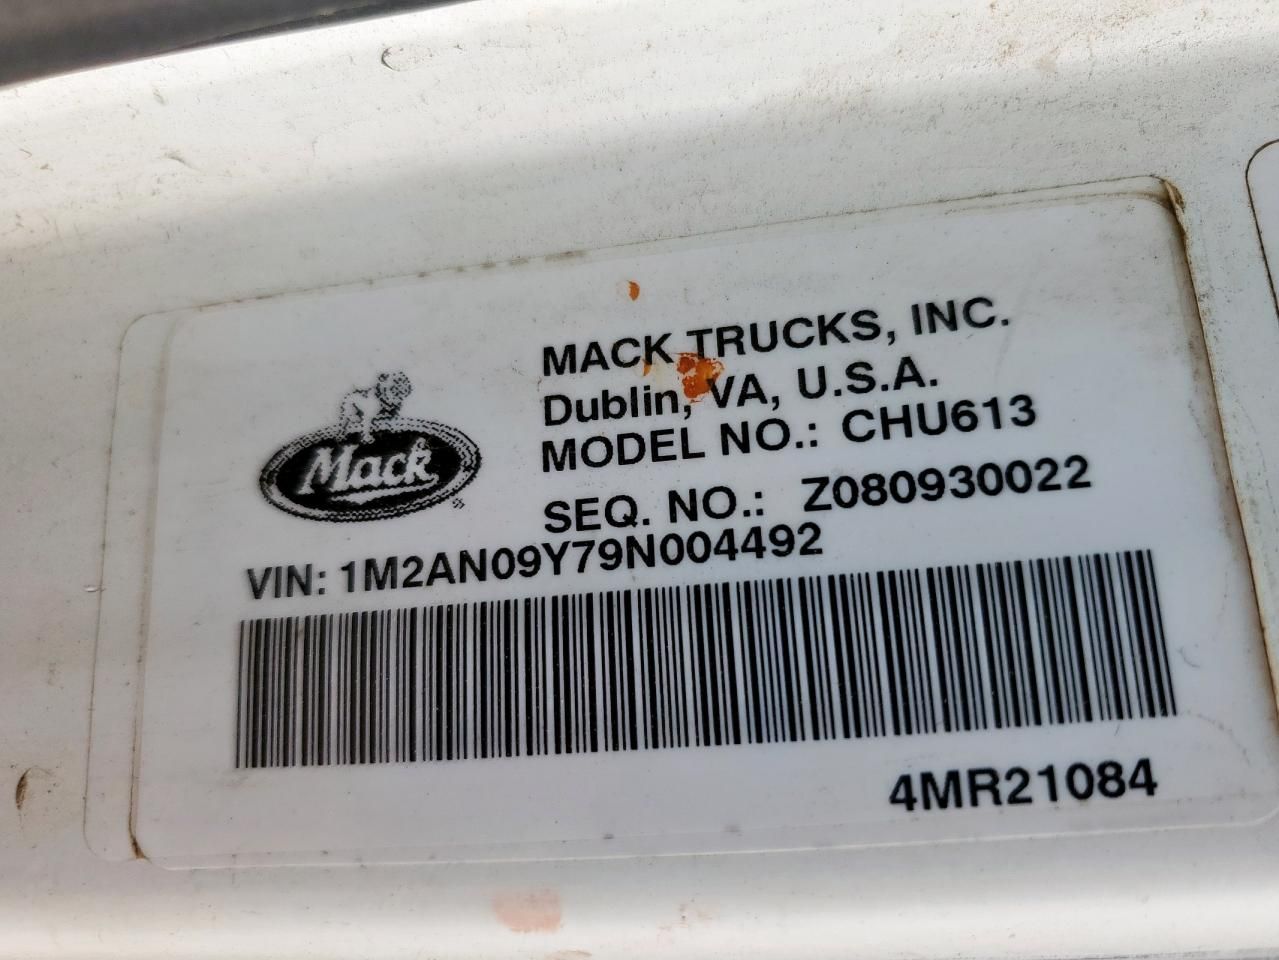 MACK TRUCKS, INC.
Dublin, VA, U.S.A.
MODEL NO.: CHU613
Mack
SEQ. NO.: Z080930022
VIN: 1M2AN09Y79N004492
4MR21084